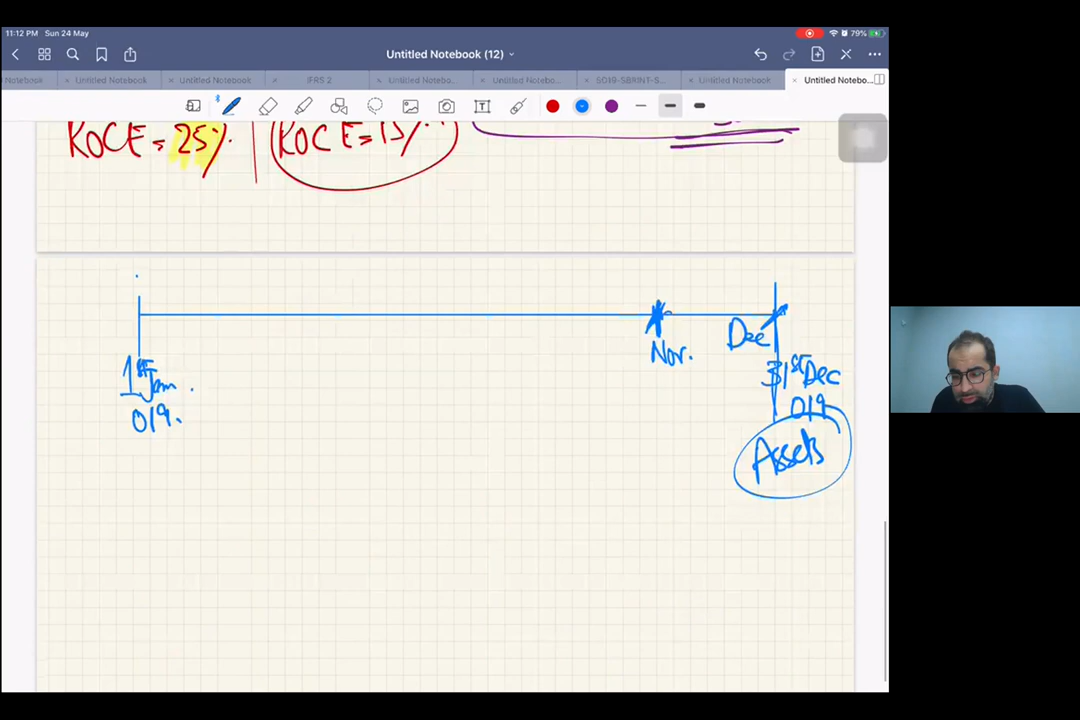 11:12 PM Sun 24 May
79%
Untitled Notebook (12)
Notebook
Untitled Notebook
Untitled Notebook
IFRS 2
Untitled Notebo...
Untitled Notebo...
SO19-SBRINT-S...
Untitled Notebook
Untitled Notebo...
ROCE = 25%.
ROCE = 15%.
1st Jan
019.
Nov.
Dec
31st Dec
019
Assets